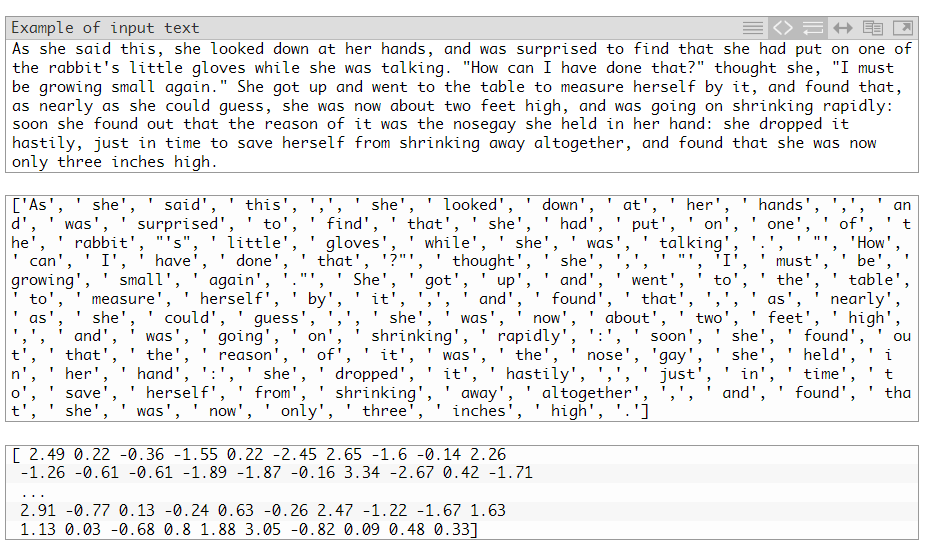 Example of input text
As she said this, she looked down at her hands, and was surprised to find that she had put on one of
the rabbit's little gloves while she was talking. "How can I have done that?" thought she, "I must
be growing small again." She got up and went to the table to measure herself by it, and found that,
as nearly as she could guess, she was now about two feet high, and was going on shrinking rapidly:
soon she found out that the reason of it was the nosegay she held in her hand: she dropped it
hastily, just in time to save herself from shrinking away altogether, and found that she was now
only three inches high.
['As', ' she', ' said', ' this', ',', ' she', ' looked', ' down', ' at', ' her', ' hands', ',', ' an
d', ' was', ' surprised', ' to', ' find', ' that', ' she', ' had', ' put', ' on', ' one', ' of', ' t
he', ' rabbit', "'s", ' little', ' gloves', ' while', ' she', ' was', ' talking', '.', ' "', 'How',
' can', ' I', ' have', ' done', ' that', '?"', ' thought', ' she', ',', ' "', 'I', ' must', ' be', '
growing', ' small', ' again', '."', ' She', ' got', ' up', ' and', ' went', ' to', ' the', ' table',
' to', ' measure', ' herself', ' by', ' it', ',', ' and', ' found', ' that', ',', ' as', ' nearly',
' as', ' she', ' could', ' guess', ',', ' she', ' was', ' now', ' about', ' two', ' feet', ' high',
',', ' and', ' was', ' going', ' on', ' shrinking', ' rapidly', ':', ' soon', ' she', ' found', ' ou
t', ' that', ' the', ' reason', ' of', ' it', ' was', ' the', ' nose', 'gay', ' she', ' held', ' i
n', ' her', ' hand', ':', ' she', ' dropped', ' it', ' hastily', ',', ' just', ' in', ' time', ' t
o', ' save', ' herself', ' from', ' shrinking', ' away', ' altogether', ',', ' and', ' found', ' tha
t', ' she', ' was', ' now', ' only', ' three', ' inches', ' high', '.']
[ 2.49 0.22 -0.36 -1.55 0.22 -2.45 2.65 -1.6 -0.14 2.26
-1.26 -0.61 -0.61 -1.89 -1.87 -0.16 3.34 -2.67 0.42 -1.71
...
2.91 -0.77 0.13 -0.24 0.63 -0.26 2.47 -1.22 -1.67 1.63
1.13 0.03 -0.68 0.8 1.88 3.05 -0.82 0.09 0.48 0.33]